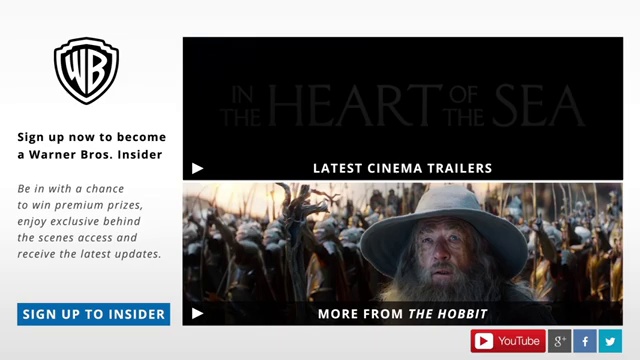 WB
Sign up now to become
a Warner Bros. Insider
Be in with a chance
to win premium prizes,
enjoy exclusive behind
the scenes access and
receive the latest updates.
SIGN UP TO INSIDER
IN THE HEART OF THE SEA
LATEST CINEMA TRAILERS
MORE FROM THE HOBBIT
YouTube
g+
f